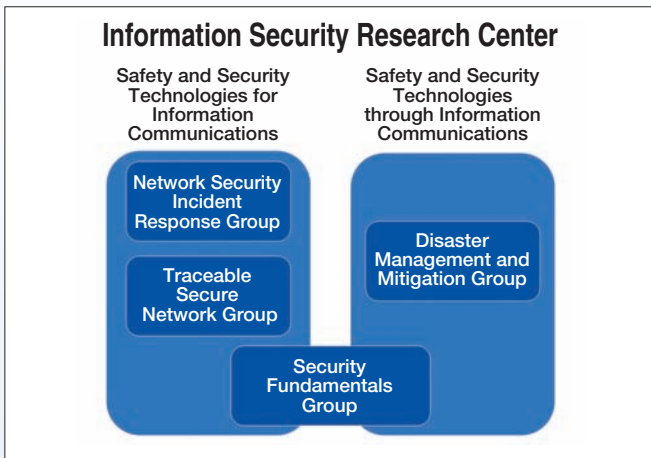 Information Security Research Center
Safety and Security
Technologies for
Information
Communications
Safety and Security
Technologies
through Information
Communications
Network Security
Incident
Response Group
Traceable
Secure
Network Group
Disaster
Management and
Mitigation Group
Security
Fundamentals
Group